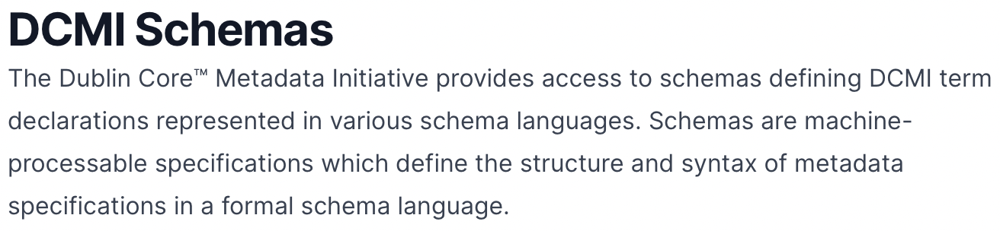 DCMI Schemas
The Dublin Core™ Metadata Initiative provides access to schemas defining DCMI term
declarations represented in various schema languages. Schemas are machine-
processable specifications which define the structure and syntax of metadata
specifications in a formal schema language.